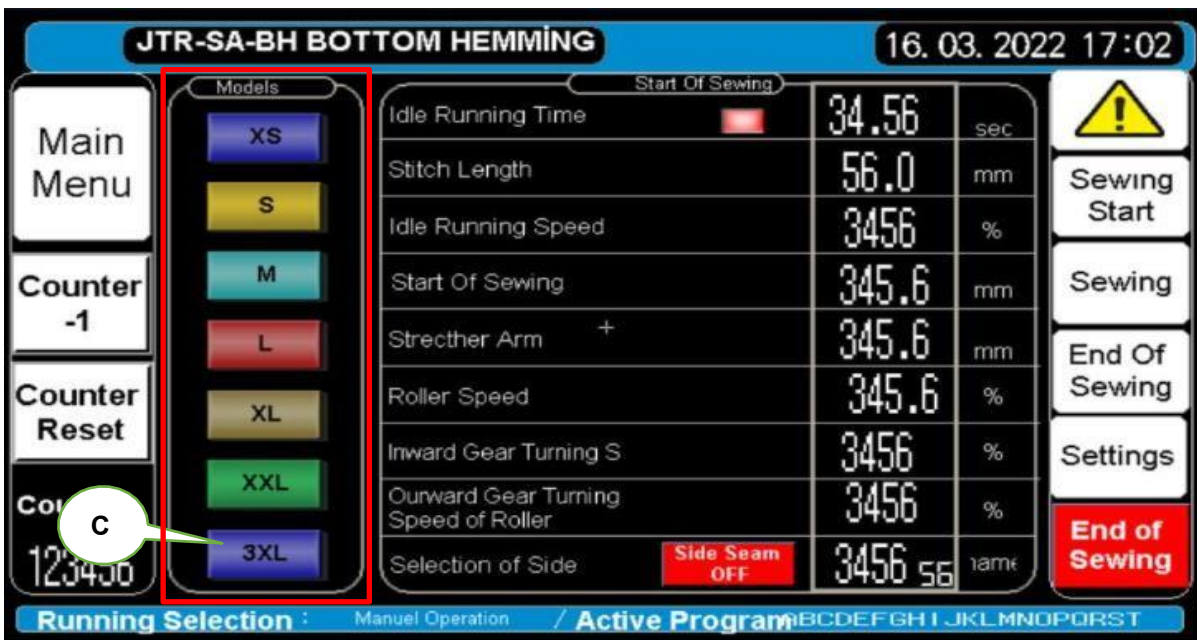 JTR-SA-BH BOTTOM HEMMİNG
16. 03. 2022 17:02
Main
Menu
Counter
-1
Counter
Reset
C
Models
XS
S
M
L
XL
XXL
3XL
Start Of Sewing
Idle Running Time 34.56 sec
Stitch Length 56.0 mm
Idle Running Speed 3456 %
Start Of Sewing 345.6 mm
Strecther Arm 345.6 mm
Roller Speed 345.6 %
Inward Gear Turning S 3456 %
Ourward Gear Turning
Speed of Roller 3456 %
Selection of Side Side Seam
OFF 3456 56
Sewıng
Start
Sewing
End Of
Sewing
Settings
End of
Sewing
Running Selection : Manuel Operation / Active Program ABCDEFGHIJKLMNOPQRST